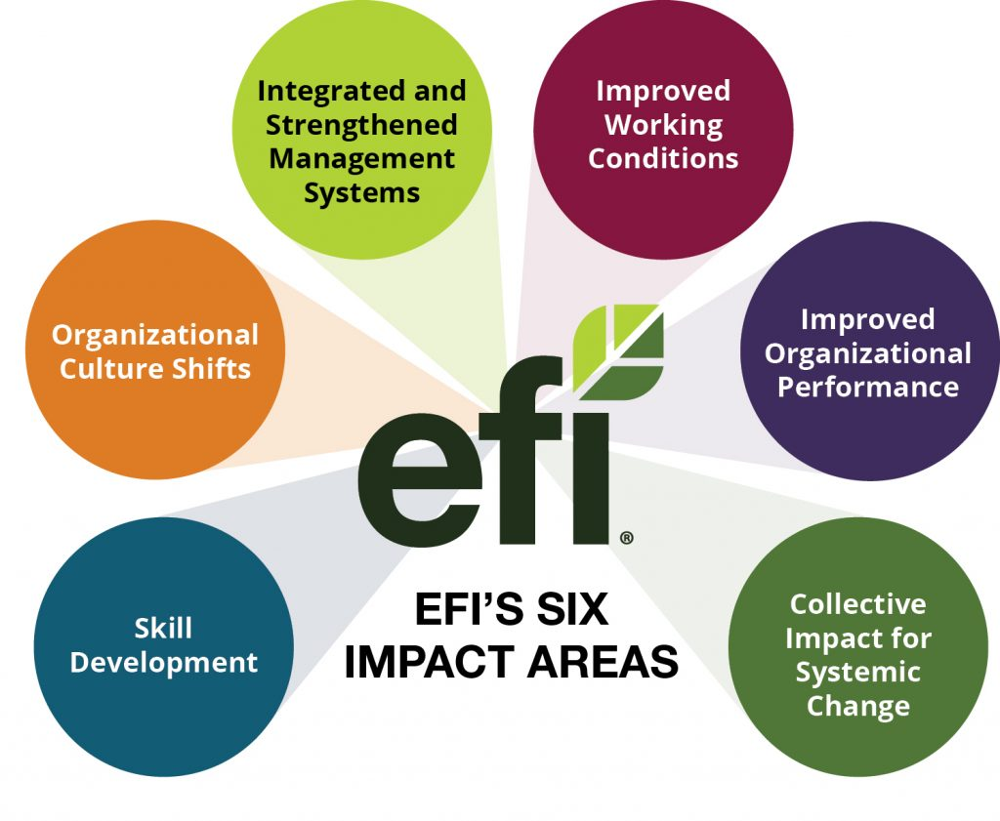 Integrated and
Strengthened
Management
Systems
Improved
Working
Conditions
Organizational
Culture Shifts
Improved
Organizational
Performance
efi®
Skill
Development
EFI’S SIX
IMPACT AREAS
Collective
Impact for
Systemic
Change